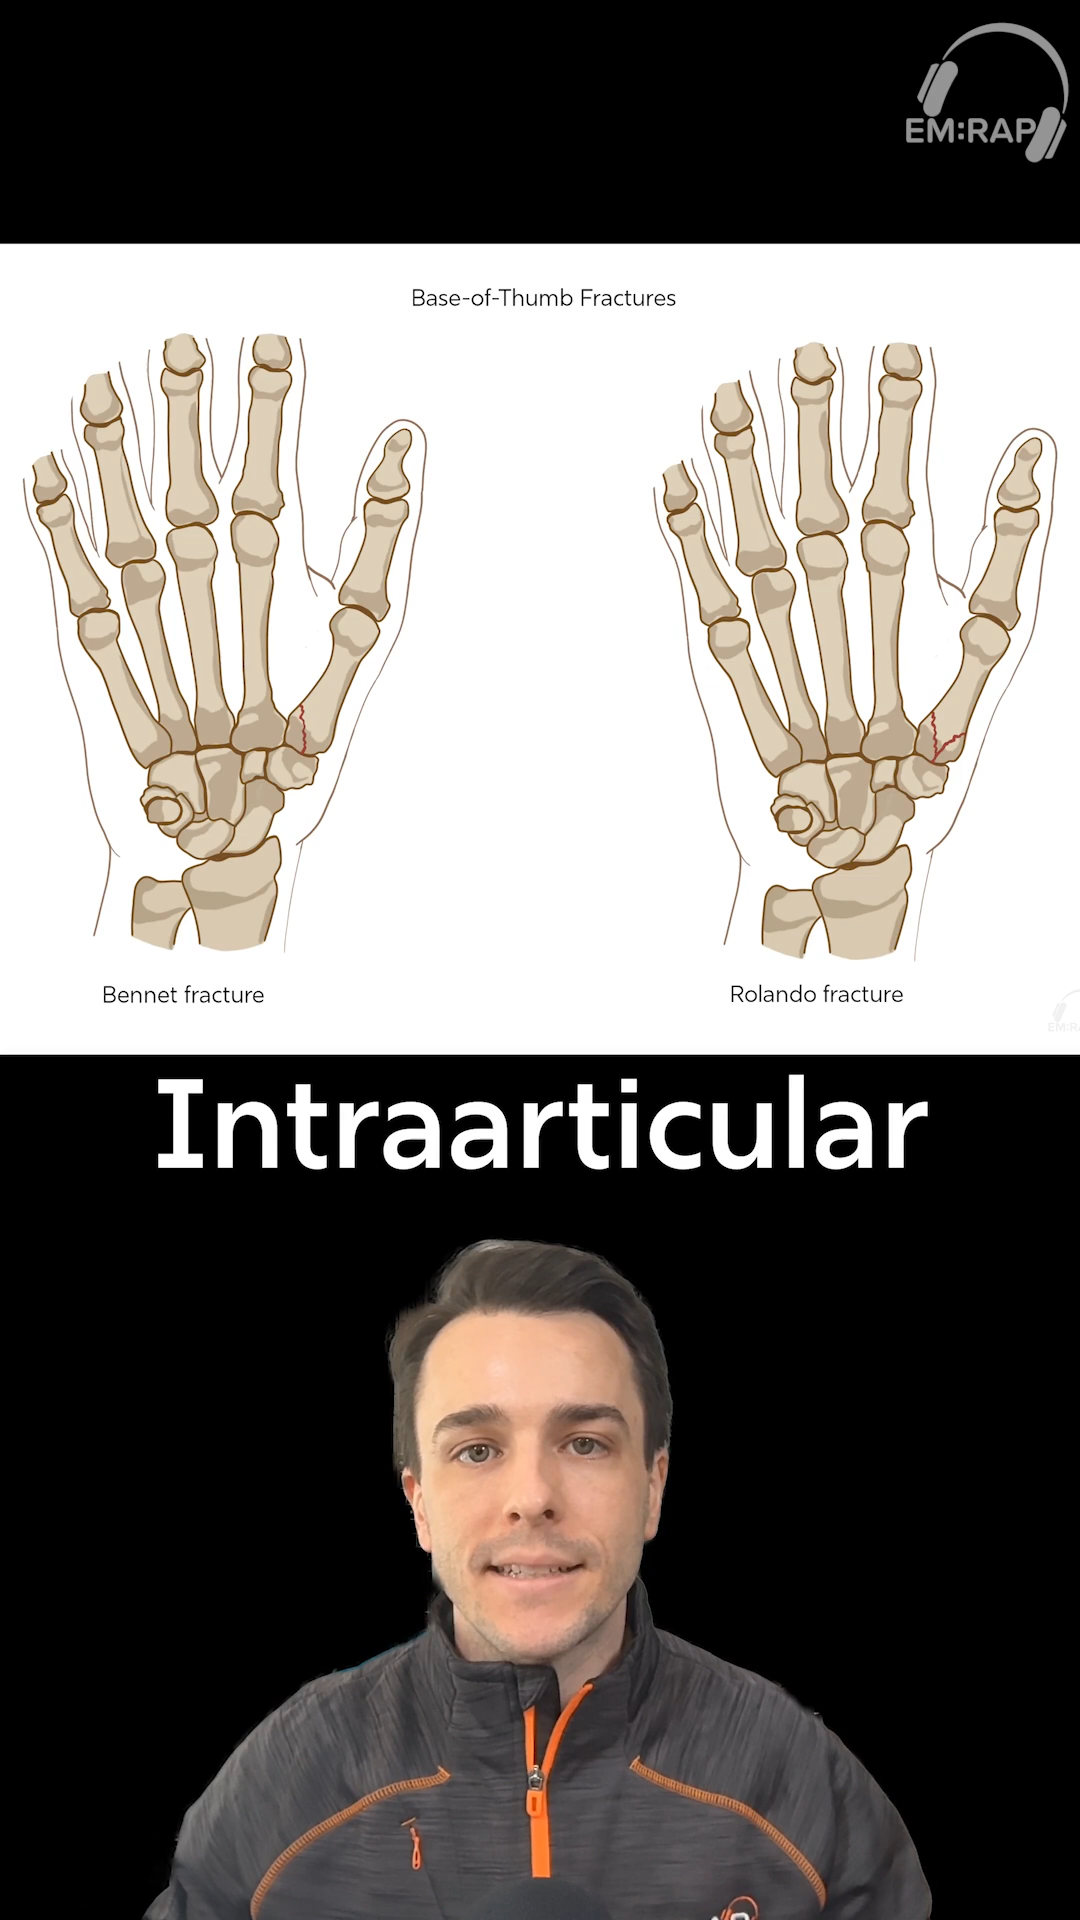 EM:RAP
Base-of-Thumb Fractures
Bennet fracture
Rolando fracture
Intraarticular